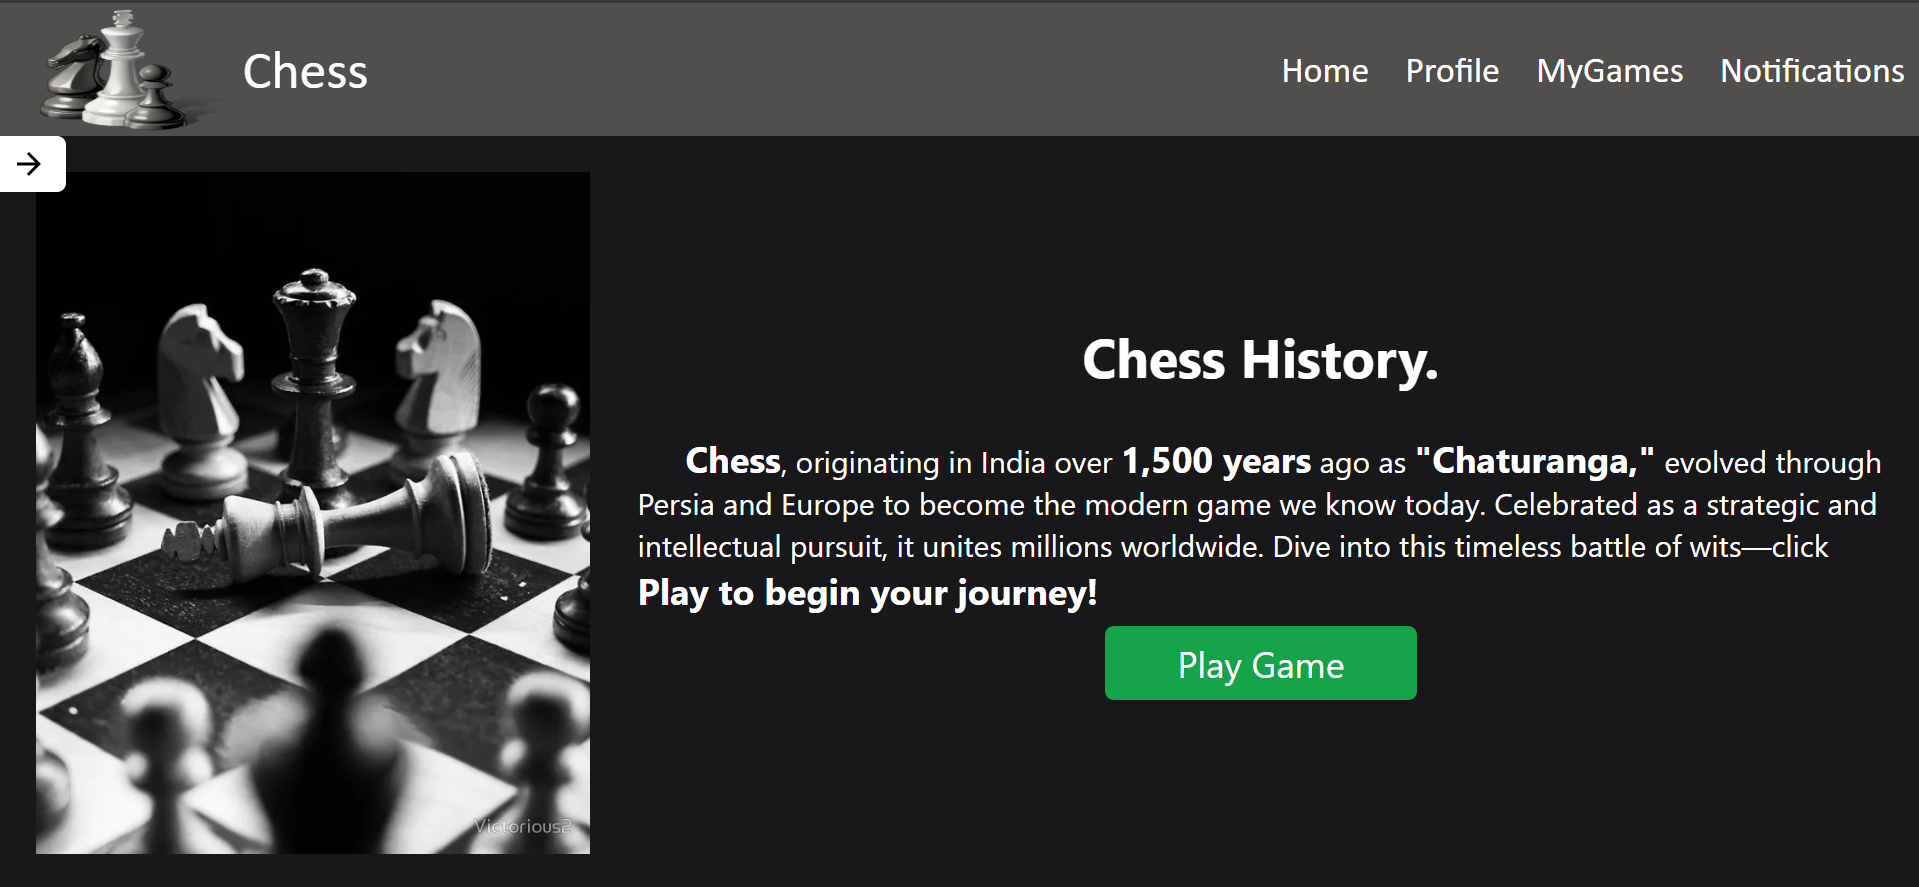 Chess
Home Profile MyGames Notifications
Chess History.
Chess, originating in India over 1,500 years ago as "Chaturanga," evolved through
Persia and Europe to become the modern game we know today. Celebrated as a strategic and
intellectual pursuit, it unites millions worldwide. Dive into this timeless battle of wits—click
Play to begin your journey!
Play Game
Victorious2